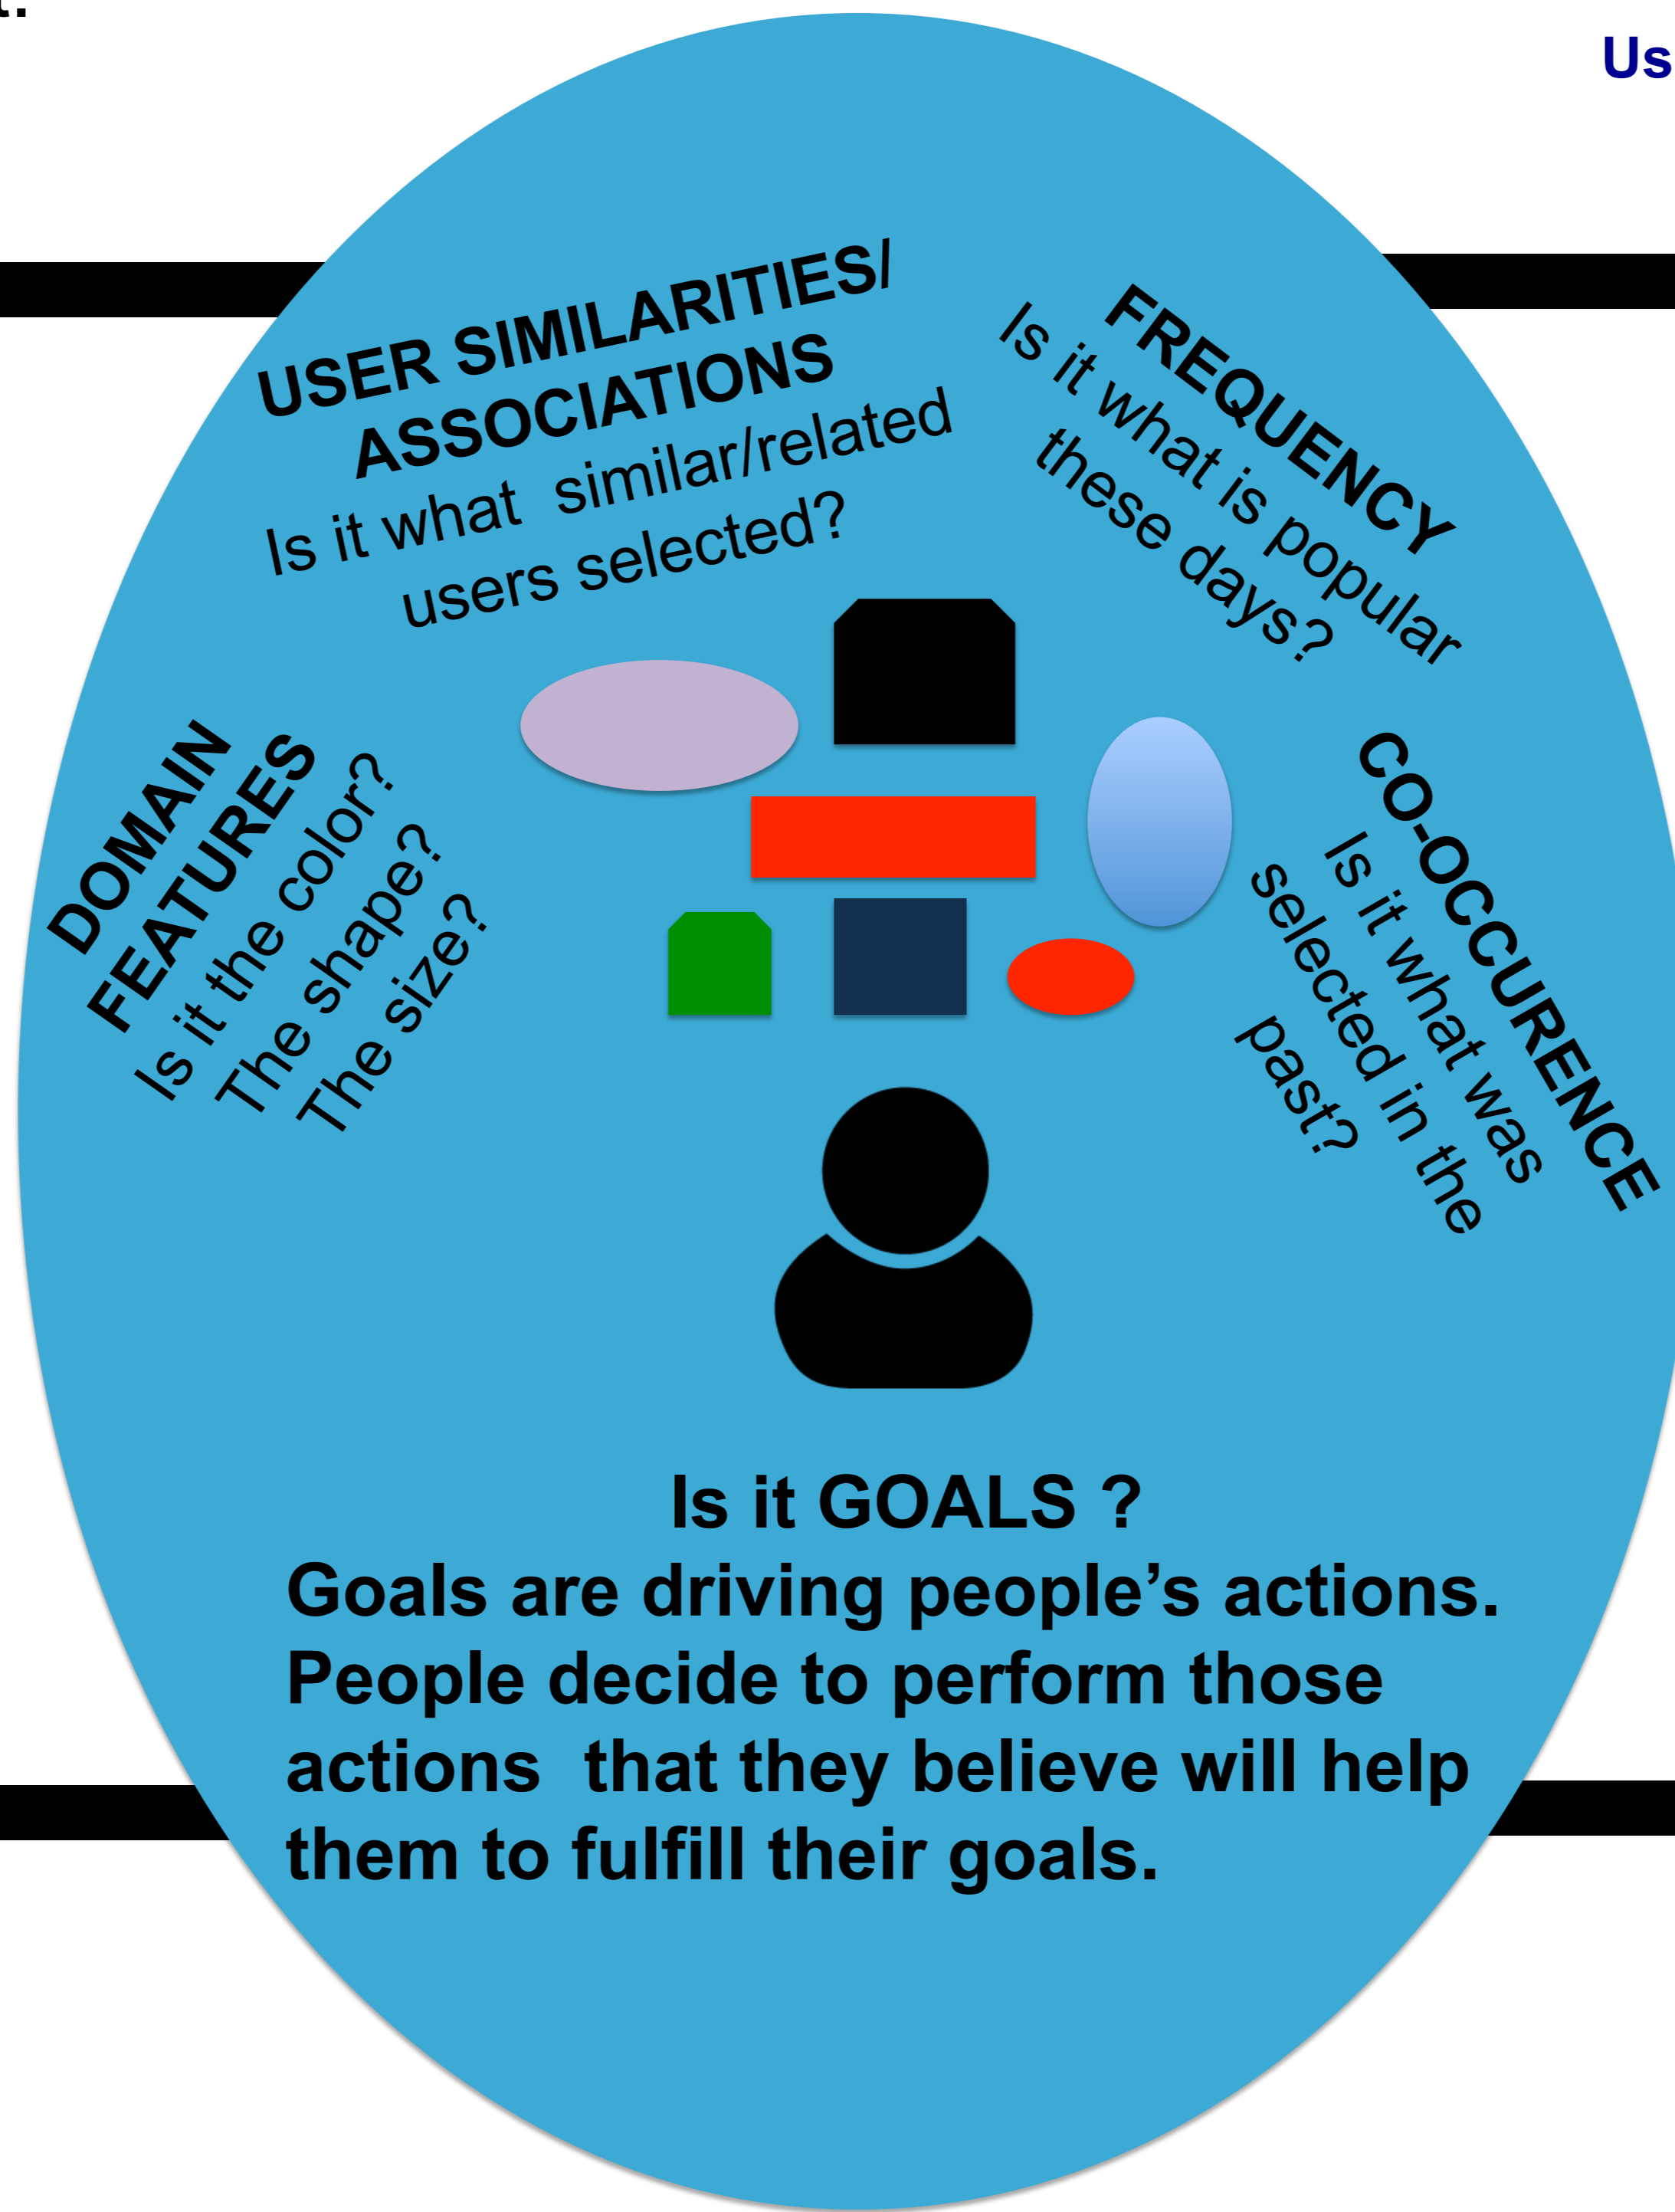 Us
USER SIMILARITIES/
ASSOCIATIONS
Is it what similar/related
users selected?
FREQUENCY
Is it what is popular
these days?
DOMAIN
FEATURES
Is it the color?
The shape?
The size?
CO-OCCURENCE
Is it what was
selected in the
past?
Is it GOALS ?
Goals are driving people’s actions.
People decide to perform those
actions that they believe will help
them to fulfill their goals.